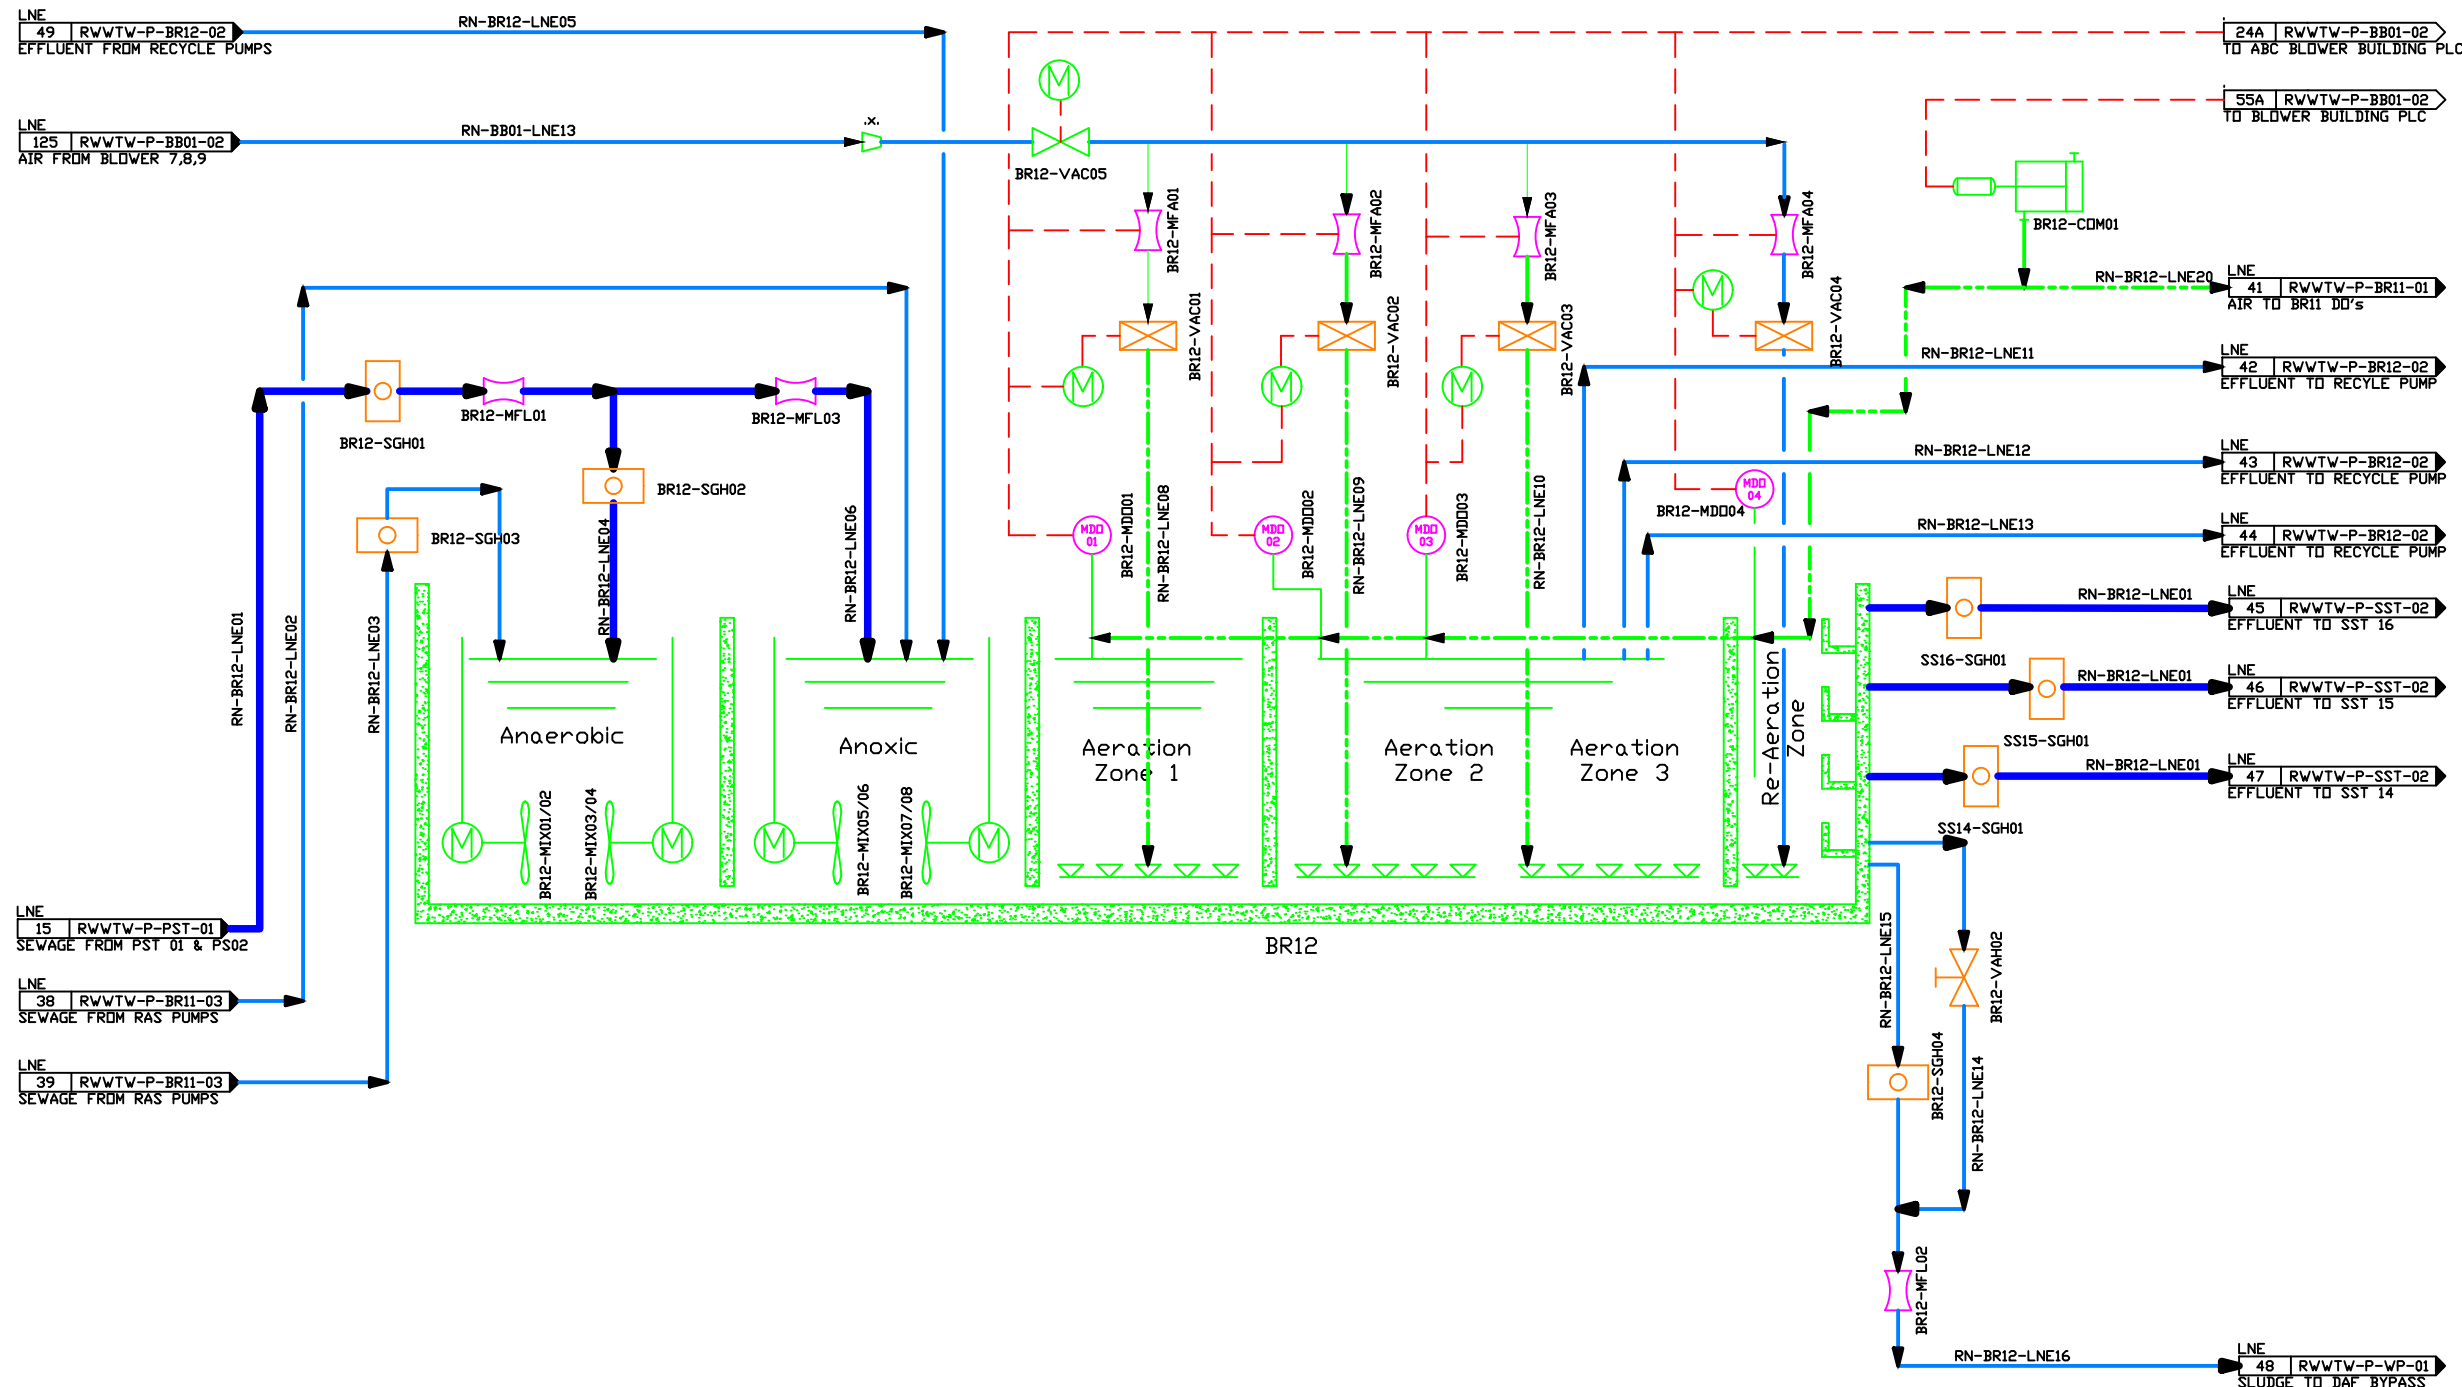 LNE
49 RWWTW-P-BR12-02
EFFLUENT FROM RECYCLE PUMPS
RN-BR12-LNE05
24A RWWTW-P-BB01-02
TO ABC BLOWER BUILDING PLC
55A RWWTW-P-BB01-02
TO BLOWER BUILDING PLC
LNE
125 RWWTW-P-BB01-02
AIR FROM BLOWER 7,8,9
RN-BB01-LNE13
.x.
M
BR12-VAC05
BR12-MFA01
BR12-MFA02
BR12-MFA03
BR12-MFA04
BR12-COM01
RN-BR12-LNE20
LNE
41 RWWTW-P-BR11-01
AIR TO BR11 DO's
M
BR12-VAC01
BR12-VAC02
BR12-VAC03
BR12-VAC04
M
M
M
RN-BR12-LNE11
LNE
42 RWWTW-P-BR12-02
EFFLUENT TO RECYLE PUMP
BR12-SGH01
BR12-MFL01
BR12-MFL03
BR12-SGH02
BR12-SGH03
RN-BR12-LNE12
LNE
43 RWWTW-P-BR12-02
EFFLUENT TO RECYCLE PUMP
RN-BR12-LNE13
LNE
44 RWWTW-P-BR12-02
EFFLUENT TO RECYCLE PUMP
MDO
01
BR12-MDO01
RN-BR12-LNE08
MDO
02
BR12-MDO02
RN-BR12-LNE09
MDO
03
BR12-MDO03
RN-BR12-LNE10
MDO
04
BR12-MDO04
RN-BR12-LNE01
RN-BR12-LNE02
RN-BR12-LNE03
RN-BR12-LNE04
RN-BR12-LNE06
RN-BR12-LNE01
LNE
45 RWWTW-P-SST-02
EFFLUENT TO SST 16
SS16-SGH01
RN-BR12-LNE01
LNE
46 RWWTW-P-SST-02
EFFLUENT TO SST 15
SS15-SGH01
RN-BR12-LNE01
LNE
47 RWWTW-P-SST-02
EFFLUENT TO SST 14
SS14-SGH01
Anaerobic
Anoxic
Aeration
Zone 1
Aeration
Zone 2
Aeration
Zone 3
Re-Aeration
Zone
M
BR12-MIX01/02
BR12-MIX03/04
M
M
BR12-MIX05/06
BR12-MIX07/08
M
BR12
LNE
15 RWWTW-P-PST-01
SEWAGE FROM PST 01 & PS02
LNE
38 RWWTW-P-BR11-03
SEWAGE FROM RAS PUMPS
LNE
39 RWWTW-P-BR11-03
SEWAGE FROM RAS PUMPS
RN-BR12-LNE15
BR12-VAH02
BR12-SGH04
RN-BR12-LNE14
BR12-MFL02
RN-BR12-LNE16
LNE
48 RWWTW-P-WP-01
SLUDGE TO DAF BYPASS